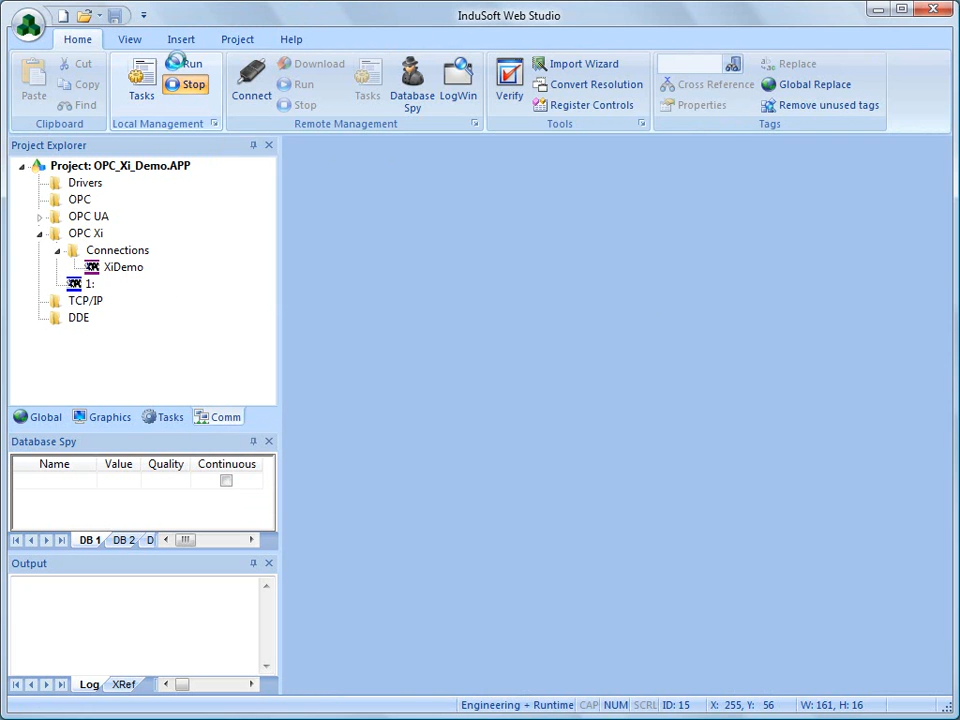 InduSoft Web Studio
Home View Insert Project Help
Paste Cut Copy Find
Clipboard
Tasks Run Stop
Local Management
Connect Download Run Stop Tasks Database Spy LogWin
Remote Management
Verify Import Wizard Convert Resolution Register Controls
Tools
Replace Cross Reference Global Replace Properties Remove unused tags
Tags
Project Explorer
Project: OPC_Xi_Demo.APP
Drivers
OPC
OPC UA
OPC Xi
Connections
XiDemo
1:
TCP/IP
DDE
Global Graphics Tasks Comm
Database Spy
Name Value Quality Continuous
DB 1 DB 2 D
Output
Log XRef
Engineering + Runtime CAP NUM SCRL ID: 15 X: 255, Y: 56 W: 161, H: 16